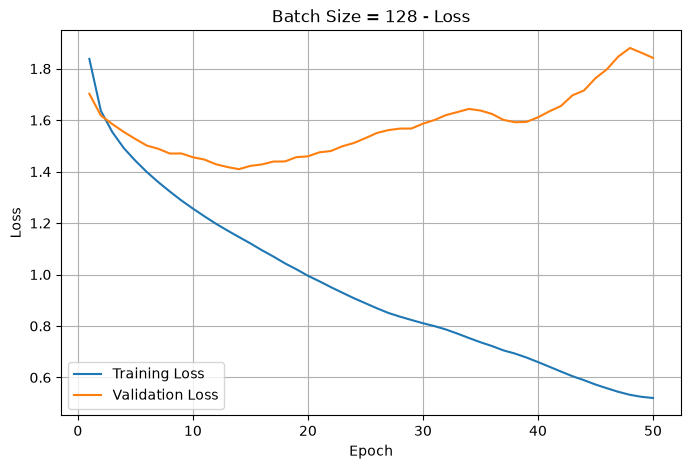 Batch Size = 128 - Loss
1.8
1.6
1.4
1.2
1.0
0.8
0.6
Loss
Training Loss
Validation Loss
0 10 20 30 40 50
Epoch